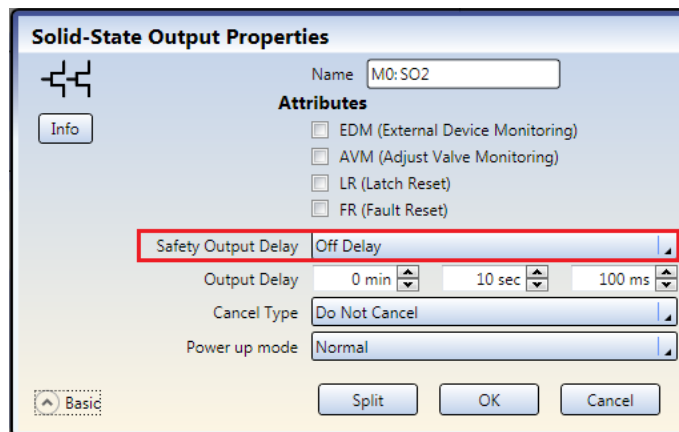 Solid-State Output Properties
Name M0:SO2
Attributes
Info
EDM (External Device Monitoring)
AVM (Adjust Valve Monitoring)
LR (Latch Reset)
FR (Fault Reset)
Safety Output Delay Off Delay
Output Delay 0 min 10 sec 100 ms
Cancel Type Do Not Cancel
Power up mode Normal
Basic Split OK Cancel